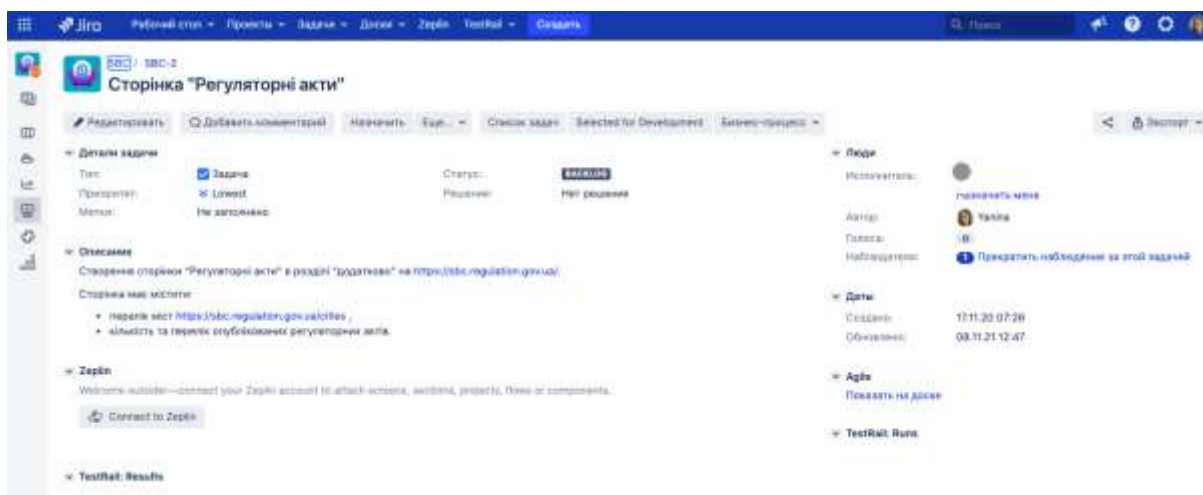 Jira Рабочий стол Проекты Задачи Доски Zeplin TestRail Создать Поиск
SBC / SBC-2
Сторінка "Регуляторні акти"
Редактировать Добавить комментарий Назначить Еще... Список задач Selected for Development Бизнес-процесс Экспорт
Детали задачи
Тип: Задача Статус: BACKLOG
Приоритет: Lowest Решение: Нет решения
Метки: Не заполнено
Описание
Створення сторінки "Регуляторні акти" в розділі "додатково" на https://sbc.regulation.gov.ua/.
Сторінка має містити:
перелік міст https://sbc.regulation.gov.ua/cities ,
кількість та перелік опублікованих регуляторних актів.
Zeplin
Welcome outsider—connect your Zeplin account to attach screens, sections, projects, flows or components.
Connect to Zeplin
TestRail: Results
Люди
Исполнитель:
Назначить меня
Автор: Yanina
Голоса: 0
Наблюдатели: 1 Прекратить наблюдение за этой задачей
Даты
Создано: 17.11.20 07:26
Обновлено: 09.11.21 12:47
Agile
Показать на доске
TestRail: Runs